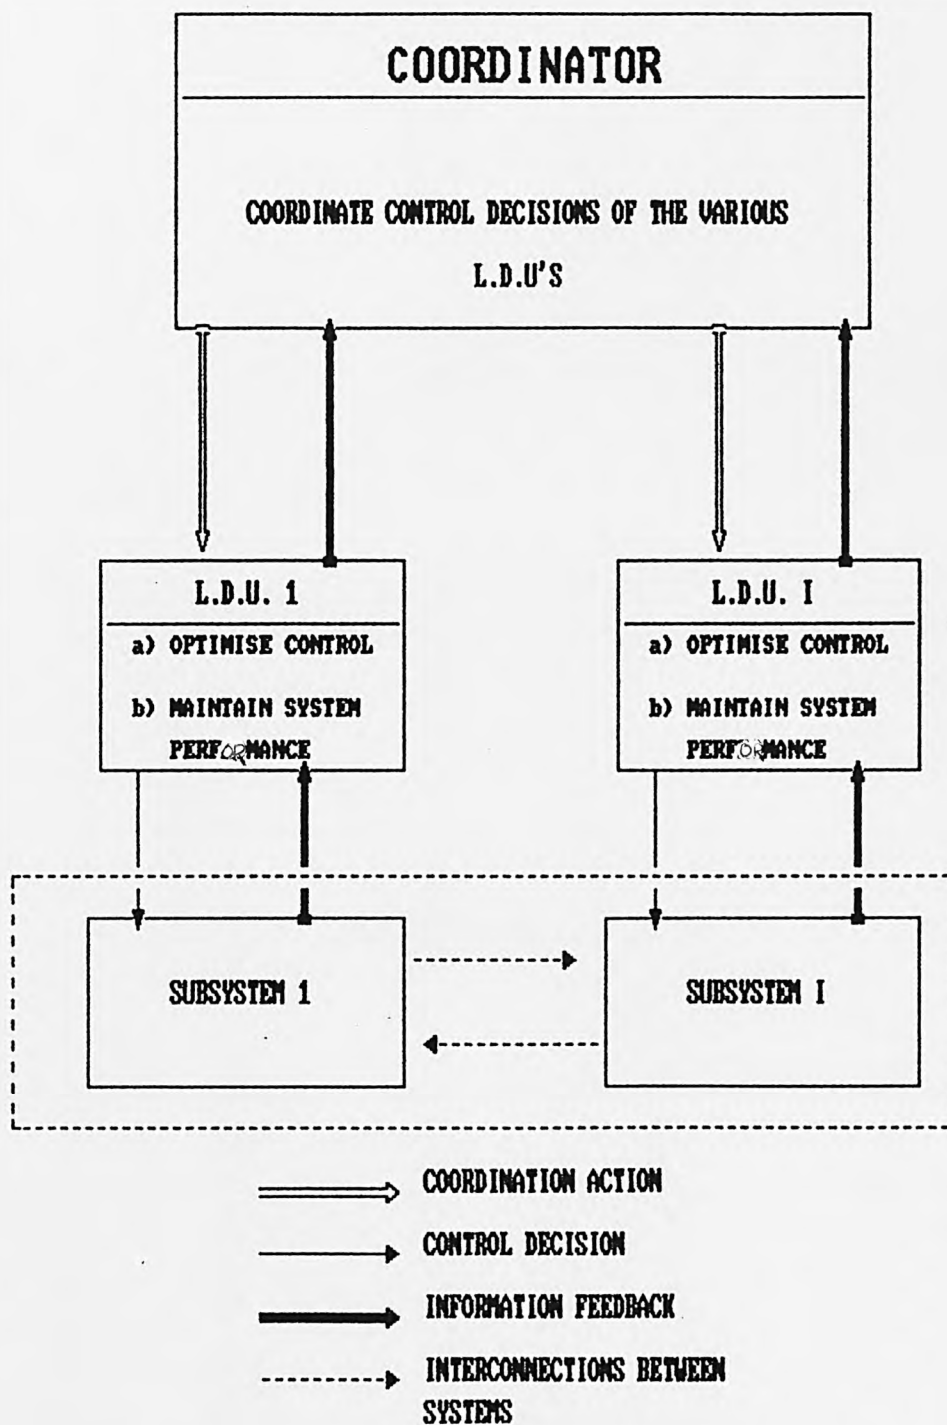 COORDINATOR
COORDINATE CONTROL DECISIONS OF THE VARIOUS
L.D.U'S
L.D.U. 1
a) OPTIMISE CONTROL
b) MAINTAIN SYSTEM
PERFORMANCE
L.D.U. I
a) OPTIMISE CONTROL
b) MAINTAIN SYSTEM
PERFORMANCE
SUBSYSTEM 1
SUBSYSTEM I
COORDINATION ACTION
CONTROL DECISION
INFORMATION FEEDBACK
INTERCONNECTIONS BETWEEN
SYSTEMS